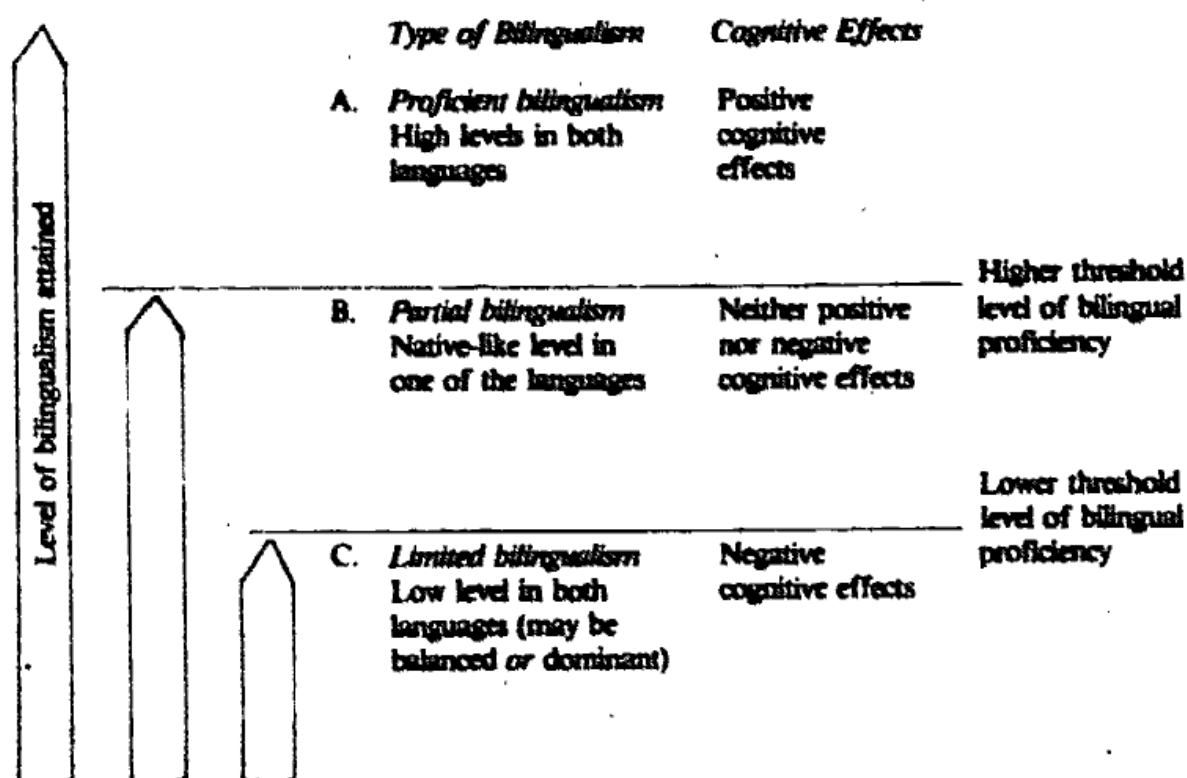 Type of Bilingualism Cognitive Effects
A. Proficient bilingualism Positive
High levels in both cognitive
languages effects
Level of bilingualism attained
Higher threshold
level of bilingual
proficiency
B. Partial bilingualism Neither positive
Native-like level in nor negative
one of the languages cognitive effects
Lower threshold
level of bilingual
proficiency
C. Limited bilingualism Negative
Low level in both cognitive effects
languages (may be
balanced or dominant)